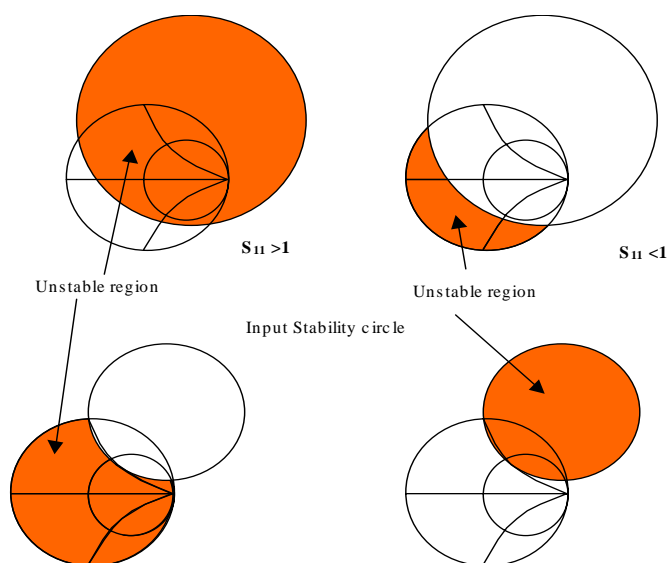 S11 >1
S11 <1
Unstable region
Unstable region
Input Stability circle